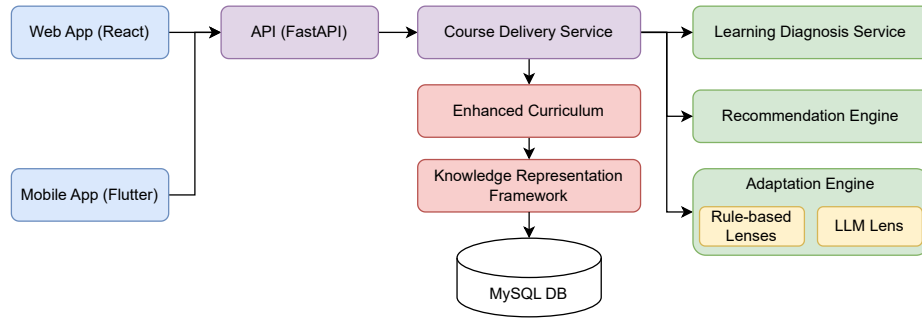 Web App (React)
API (FastAPI)
Course Delivery Service
Learning Diagnosis Service
Enhanced Curriculum
Recommendation Engine
Mobile App (Flutter)
Knowledge Representation
Framework
Adaptation Engine
Rule-based
Lenses
LLM Lens
MySQL DB